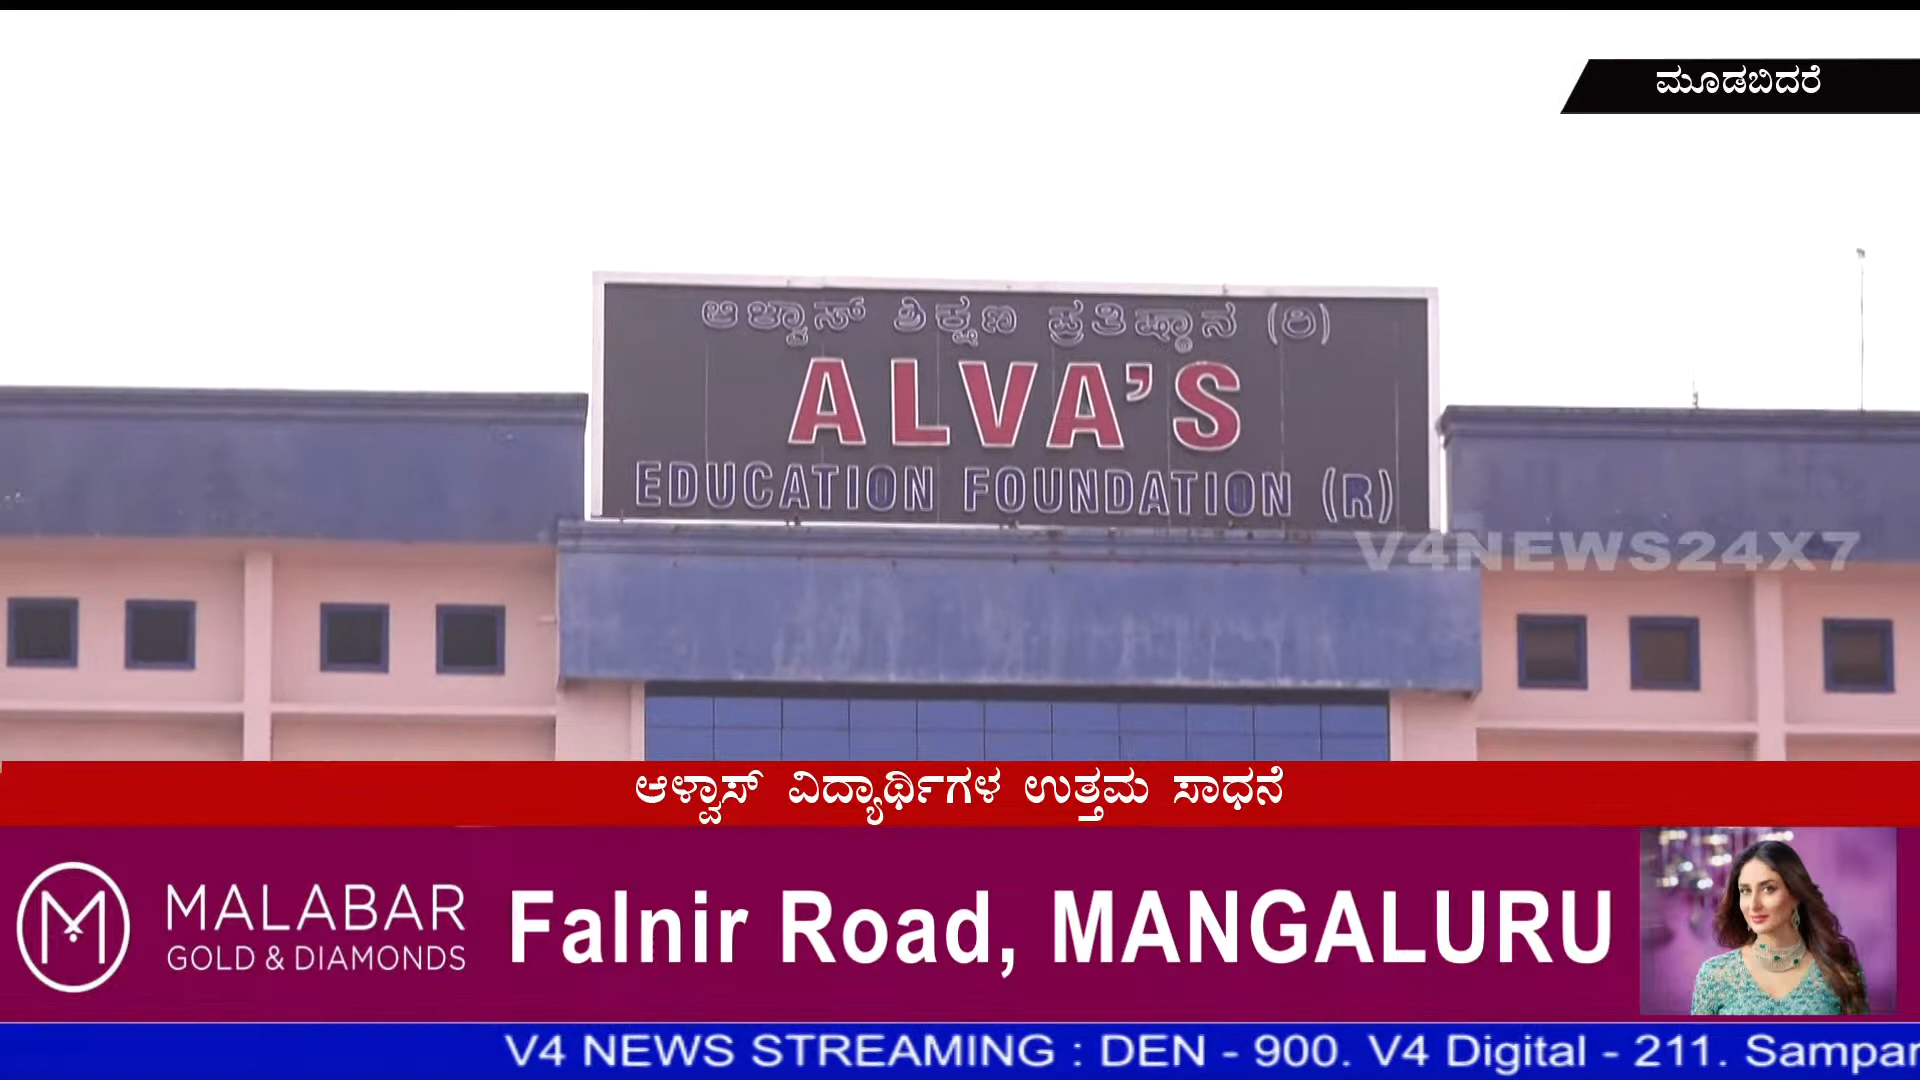 ಮೂಡಬಿದರೆ
ಆಳ್ವಾಸ್ ಶಿಕ್ಷಣ ಪ್ರತಿಷ್ಠಾನ (ರಿ)
ALVA'S
EDUCATION FOUNDATION (R)
V4NEWS24X7
ಆಳ್ವಾಸ್ ವಿದ್ಯಾರ್ಥಿಗಳ ಉತ್ತಮ ಸಾಧನೆ
MALABAR
GOLD & DIAMONDS
Falnir Road, MANGALURU
V4 NEWS STREAMING : DEN - 900. V4 Digital - 211. Sampar